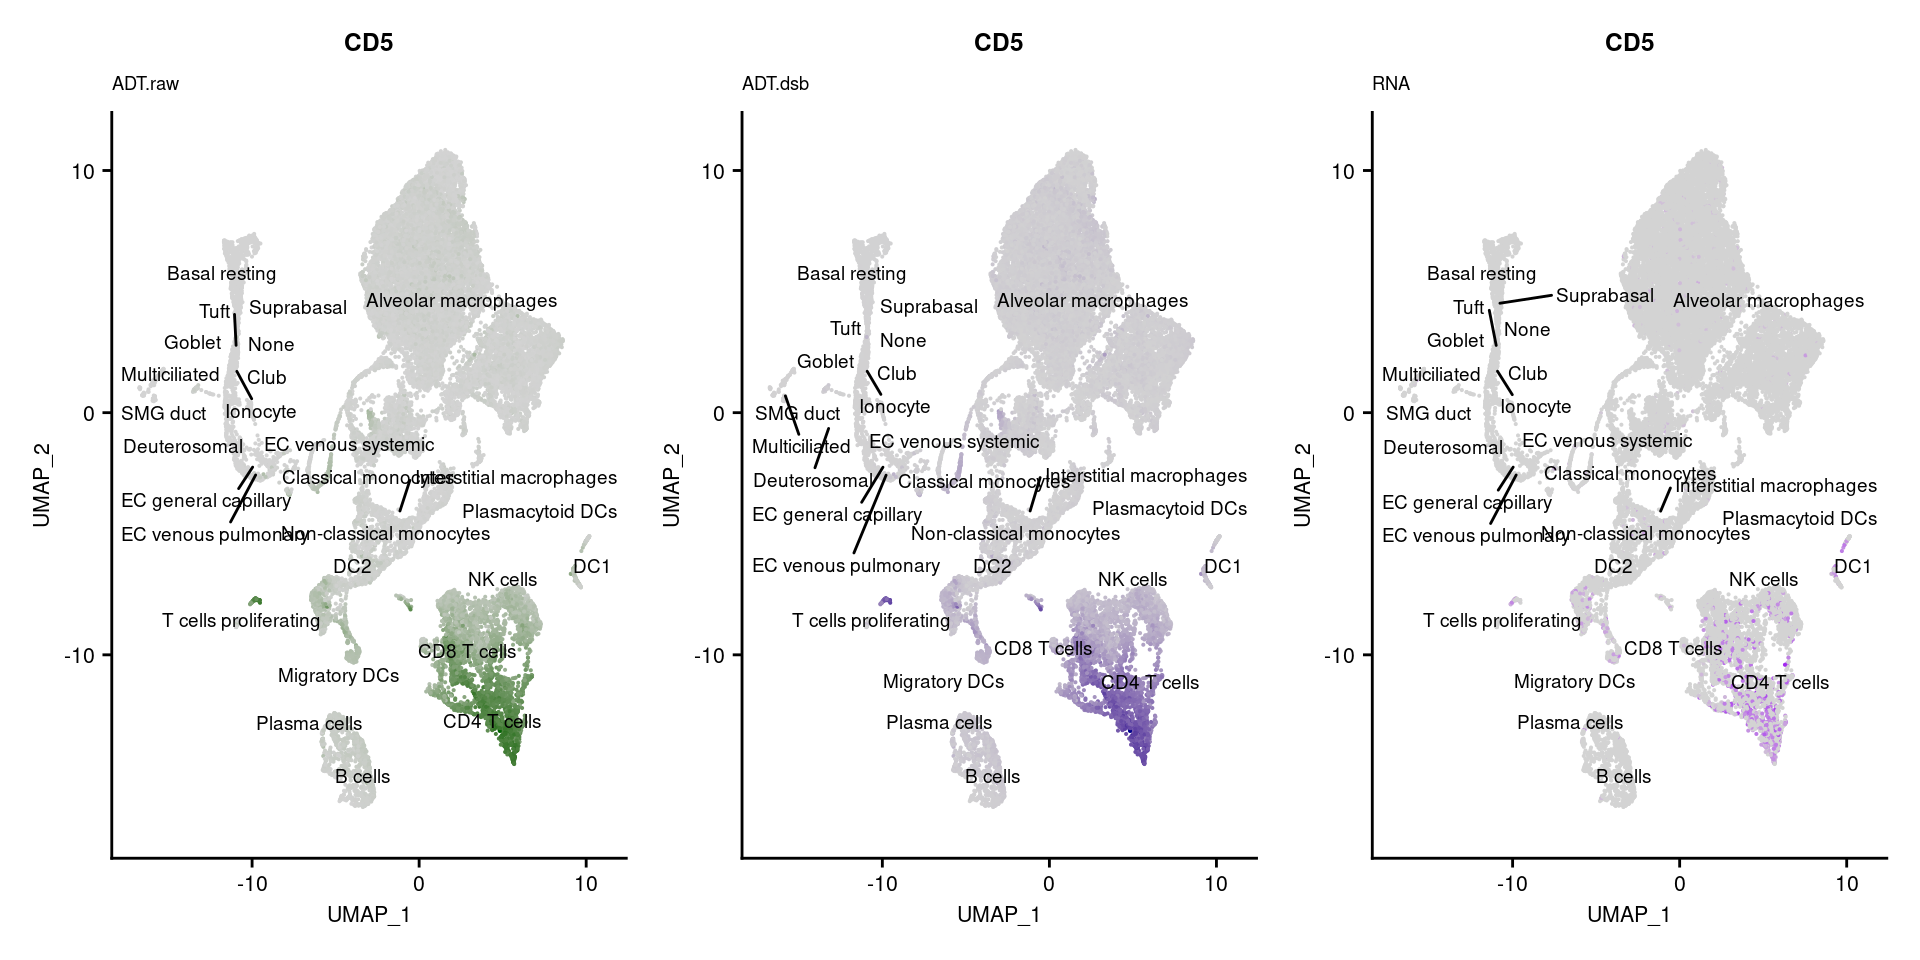 CD5
ADT.raw
10
0
-10
UMAP_2
Basal resting
Tuft
Suprabasal
Alveolar macrophages
Goblet
None
Multiciliated
Club
SMG duct
Ionocyte
Deuterosomal
EC venous systemic
Classical monocytes
Interstitial macrophages
EC general capillary
Plasmacytoid DCs
EC venous pulmonary
Non-classical monocytes
DC2
DC1
NK cells
T cells proliferating
CD8 T cells
Migratory DCs
CD4 T cells
Plasma cells
B cells
-10
0
10
UMAP_1
CD5
ADT.dsb
10
0
-10
UMAP_2
Basal resting
Suprabasal
Alveolar macrophages
Tuft
None
Goblet
Club
SMG duct
Ionocyte
Multiciliated
EC venous systemic
Deuterosomal
Classical monocytes
Interstitial macrophages
EC general capillary
Plasmacytoid DCs
Non-classical monocytes
EC venous pulmonary
DC2
DC1
NK cells
T cells proliferating
CD8 T cells
Migratory DCs
CD4 T cells
Plasma cells
B cells
-10
0
10
UMAP_1
CD5
RNA
10
0
-10
UMAP_2
Basal resting
Suprabasal
Alveolar macrophages
Tuft
None
Goblet
Multiciliated
Club
SMG duct
Ionocyte
Deuterosomal
EC venous systemic
Classical monocytes
Interstitial macrophages
EC general capillary
Plasmacytoid DCs
EC venous pulmonary
Non-classical monocytes
DC2
DC1
NK cells
T cells proliferating
CD8 T cells
Migratory DCs
CD4 T cells
Plasma cells
B cells
-10
0
10
UMAP_1